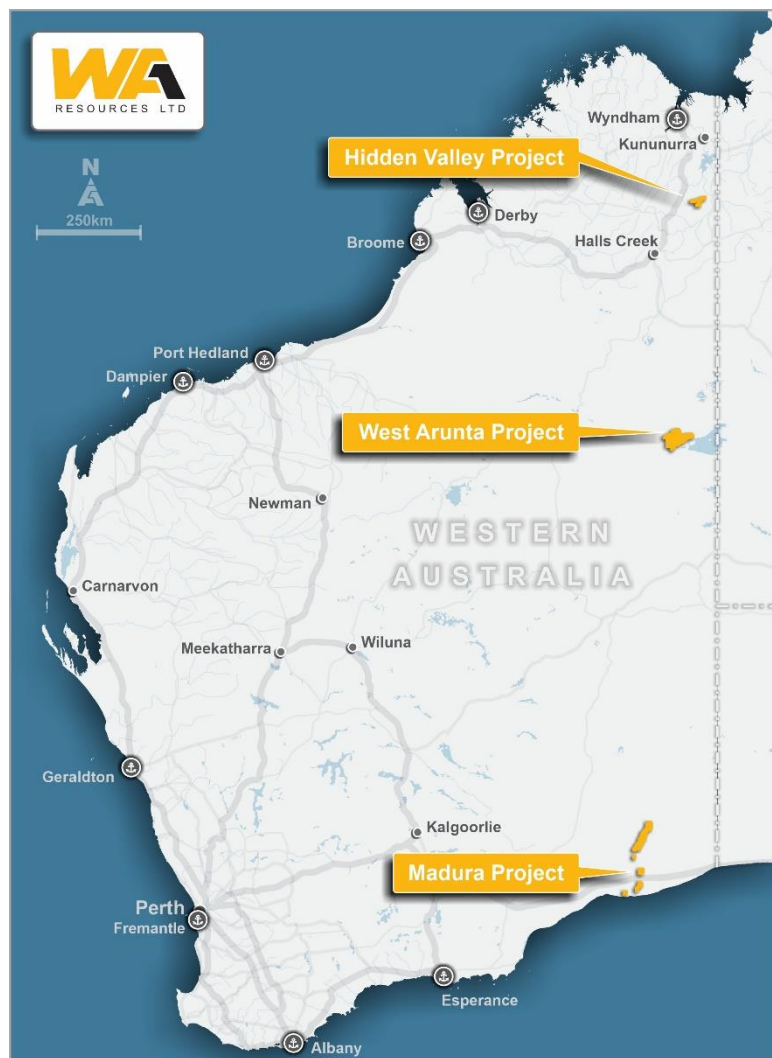 WA
RESOURCES LTD
N
250km
Wyndham
Kununurra
Hidden Valley Project
Derby
Broome
Halls Creek
Port Hedland
Dampier
West Arunta Project
Newman
WESTERN
AUSTRALIA
Carnarvon
Meekatharra
Wiluna
Geraldton
Kalgoorlie
Madura Project
Perth
Fremantle
Esperance
Albany